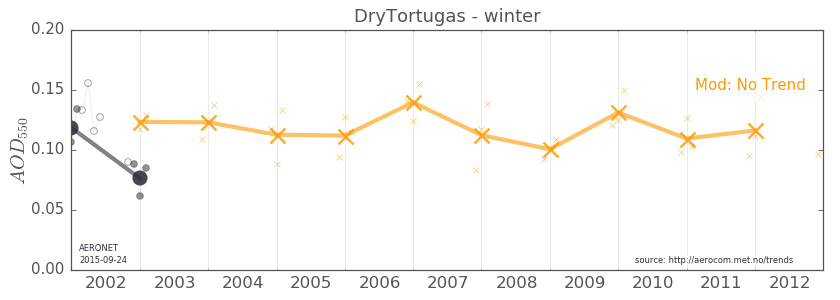 DryTortugas - winter
0.20
0.15
0.10
0.05
0.00
AOD550
Mod: No Trend
AERONET
2015-09-24
source: http://aerocom.met.no/trends
2002 2003 2004 2005 2006 2007 2008 2009 2010 2011 2012